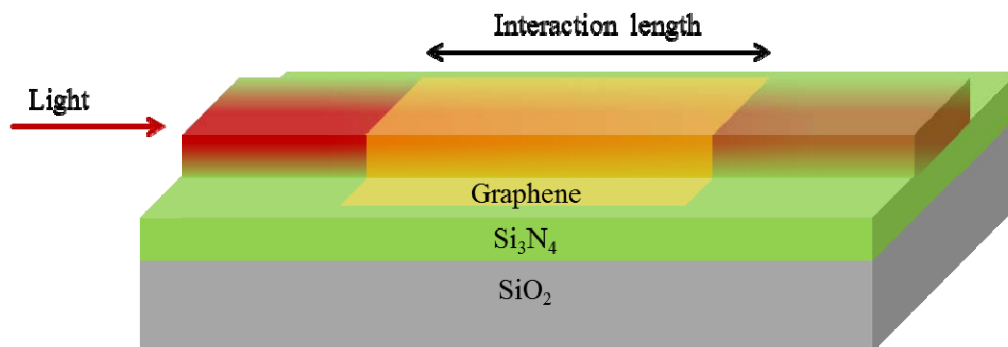 Interaction length
Light
Graphene
Si₃N₄
SiO₂